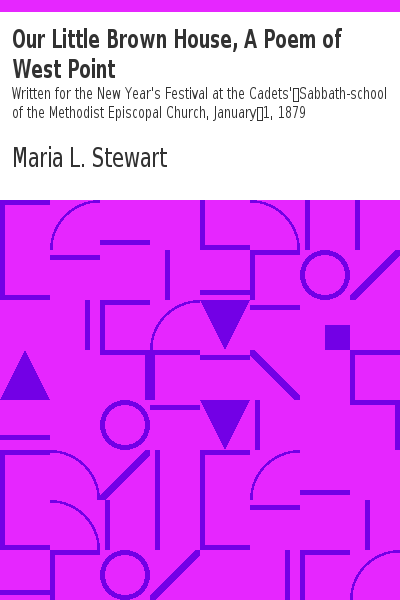 Our Little Brown House, A Poem of
West Point
Written for the New Year's Festival at the Cadets'▯Sabbath-school
of the Methodist Episcopal Church, January▯1, 1879
Maria L. Stewart